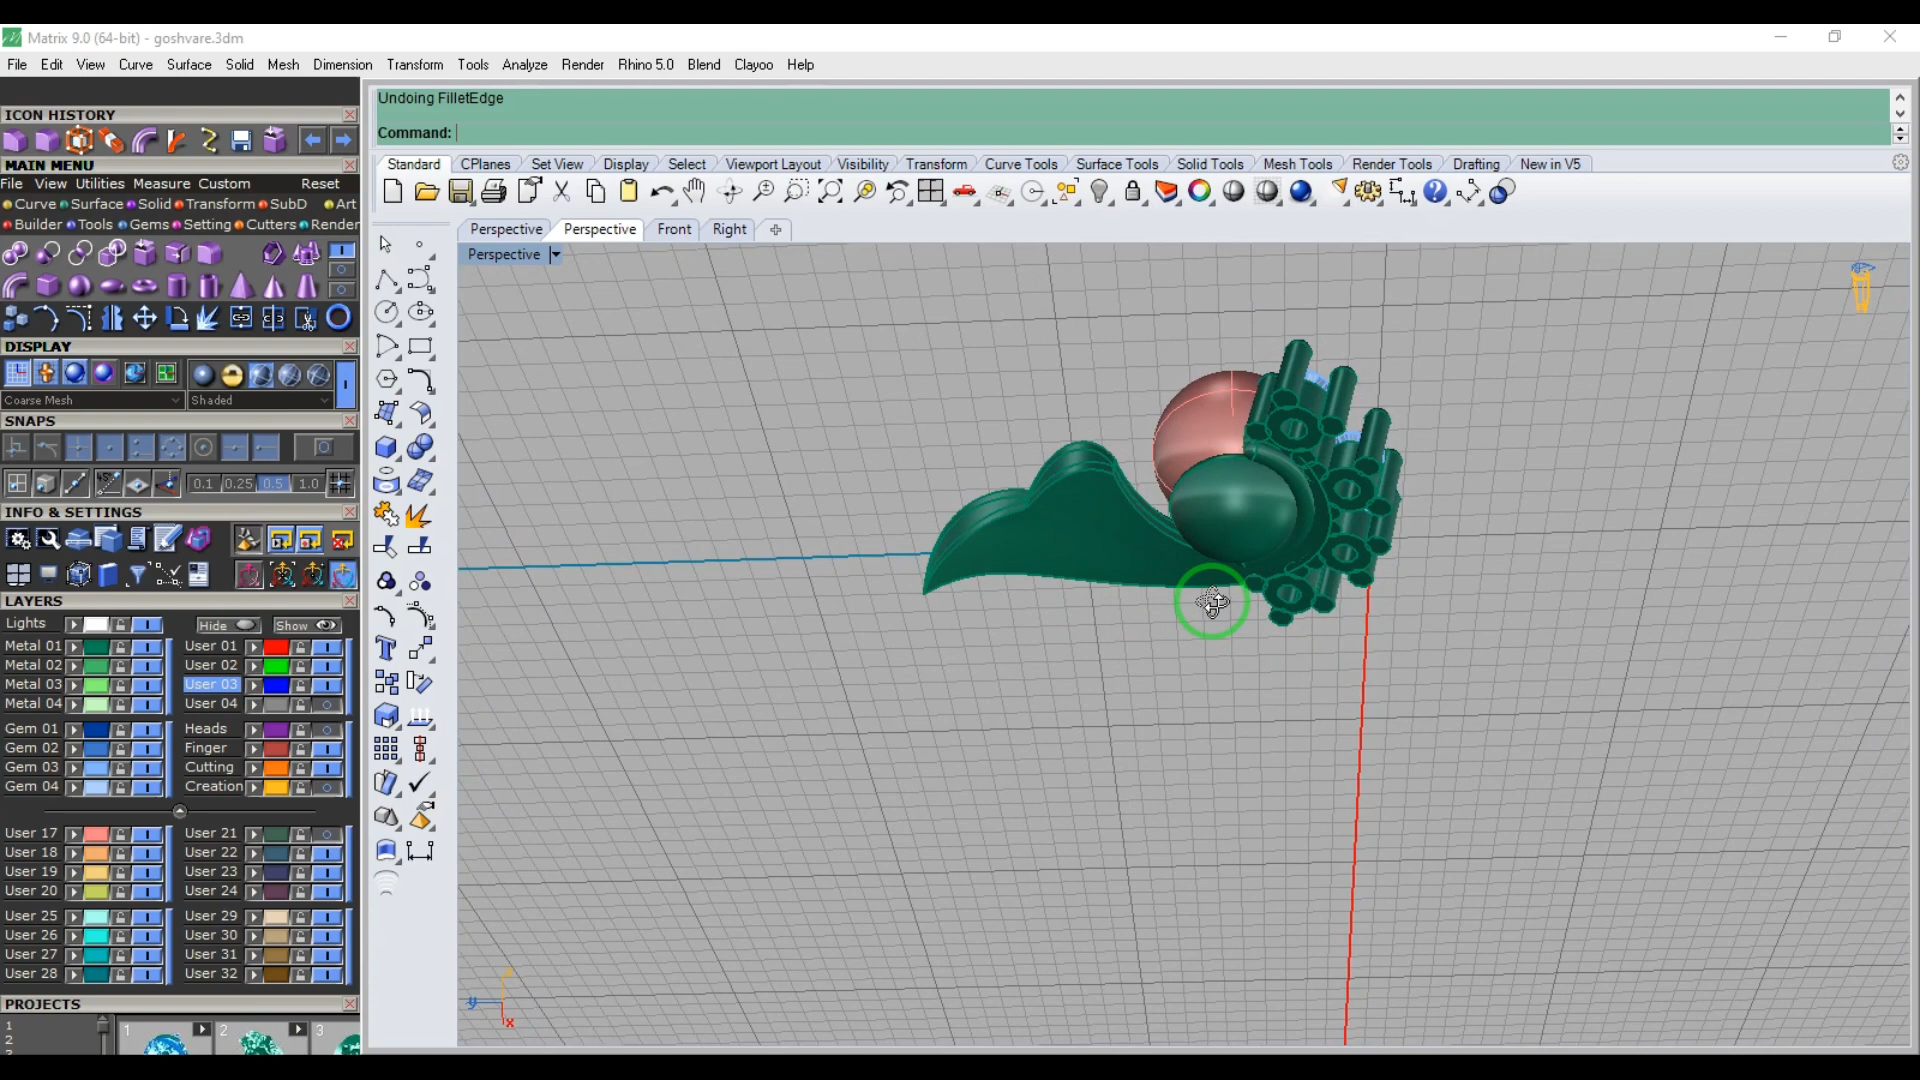 Matrix 9.0 (64-bit) - goshvare.3dm
File Edit View Curve Surface Solid Mesh Dimension Transform Tools Analyze Render Rhino 5.0 Blend Clayoo Help
Undoing FilletEdge
Command:
ICON HISTORY
MAIN MENU
File View Utilities Measure Custom Reset
Curve Surface Solid Transform SubD Art
Builder Tools Gems Setting Cutters Render
Standard CPlanes Set View Display Select Viewport Layout Visibility Transform Curve Tools Surface Tools Solid Tools Mesh Tools Render Tools Drafting New in V5
Perspective Perspective Front Right
Perspective
DISPLAY
Coarse Mesh Shaded
SNAPS
45°
0.1 0.25 0.5 1.0
INFO & SETTINGS
LAYERS
Lights Hide Show
Metal 01 User 01
Metal 02 User 02
Metal 03 User 03
Metal 04 User 04
Gem 01 Heads
Gem 02 Finger
Gem 03 Cutting
Gem 04 Creation
User 17 User 21
User 18 User 22
User 19 User 23
User 20 User 24
User 25 User 29
User 26 User 30
User 27 User 31
User 28 User 32
PROJECTS
1 1 2 3
2
y
x